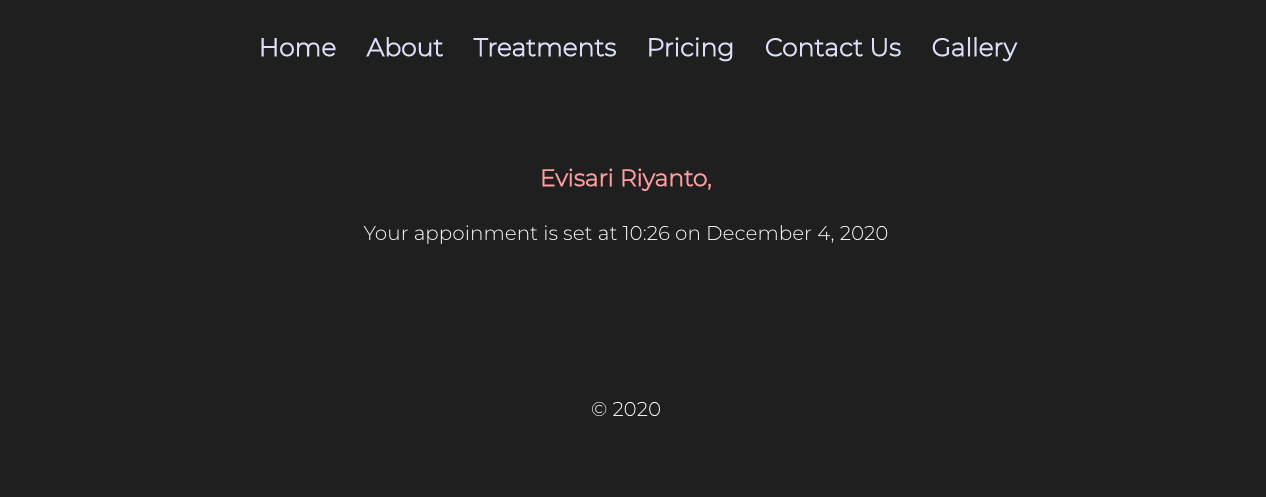 Home About Treatments Pricing Contact Us Gallery
Evisari Riyanto,
Your appoinment is set at 10:26 on December 4, 2020
© 2020